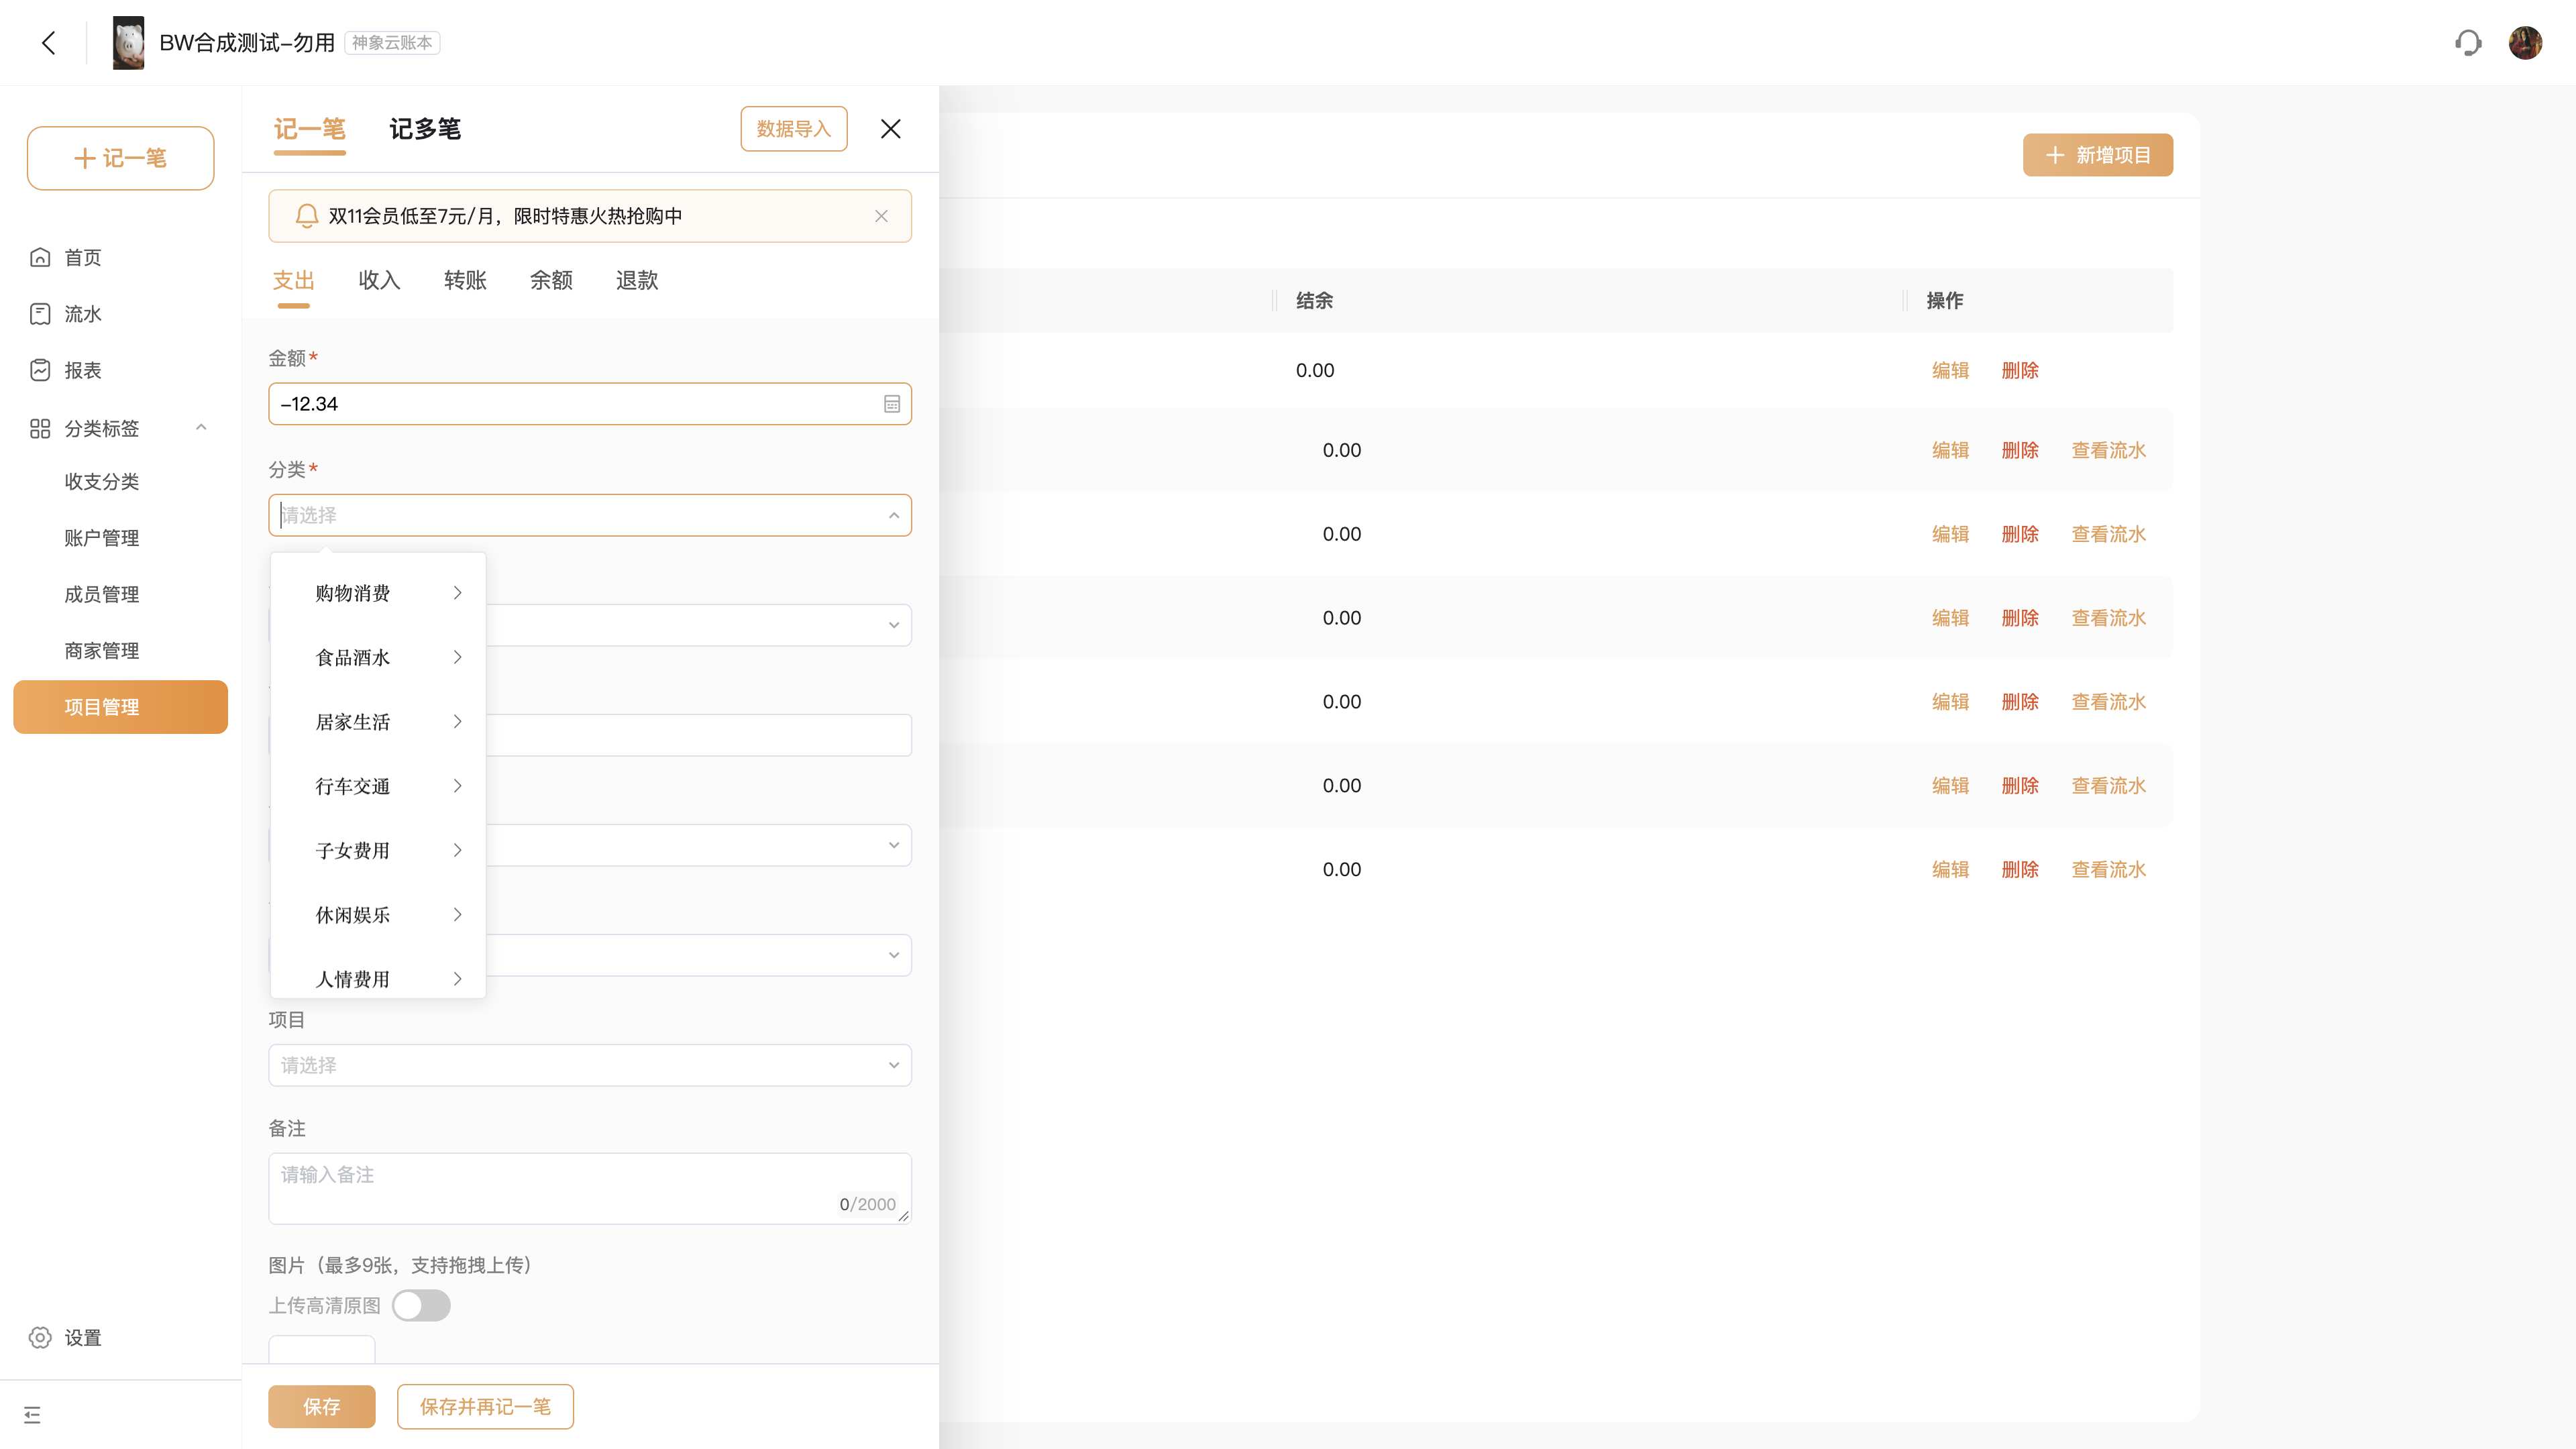 BW合成测试-勿用 神象云账本
记一笔
首页
流水
报表
分类标签
收支分类
账户管理
成员管理
商家管理
项目管理
设置
记一笔 记多笔 数据导入
双11会员低至7元/月，限时特惠火热抢购中
支出 收入 转账 余额 退款
金额*
-12.34
分类*
请选择
购物消费
食品酒水
居家生活
行车交通
子女费用
休闲娱乐
人情费用
项目
请选择
备注
请输入备注
0/2000
图片（最多9张，支持拖拽上传）
上传高清原图
保存 保存并再记一笔
新增项目
结余 操作
0.00 编辑 删除
0.00 编辑 删除 查看流水
0.00 编辑 删除 查看流水
0.00 编辑 删除 查看流水
0.00 编辑 删除 查看流水
0.00 编辑 删除 查看流水
0.00 编辑 删除 查看流水